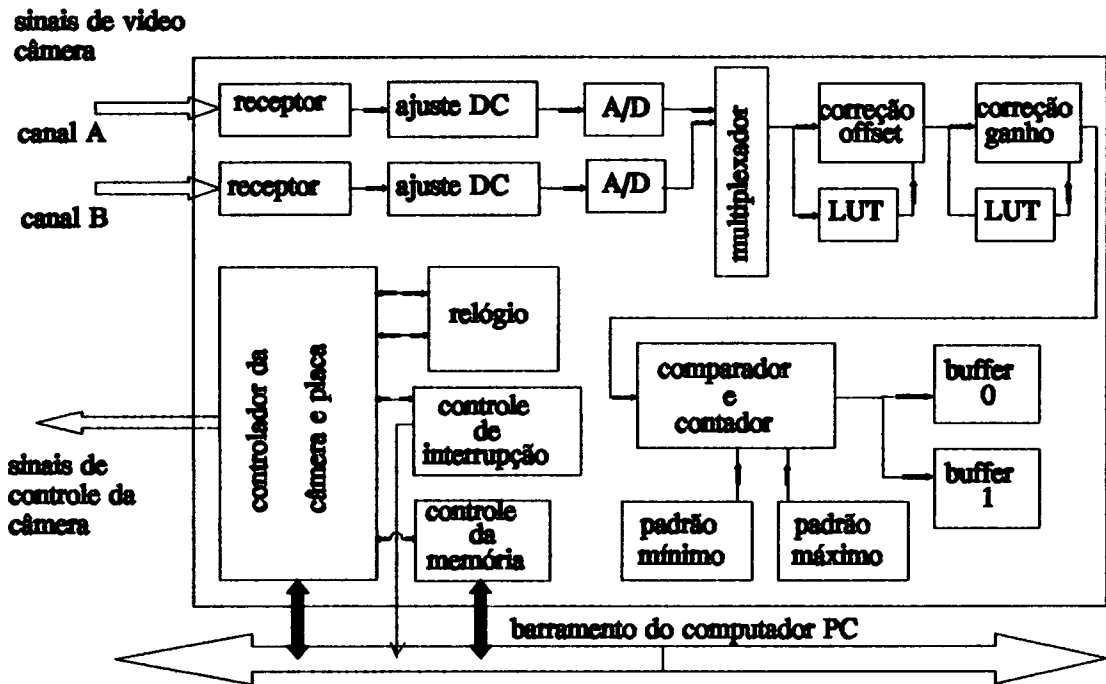 sinais de video
câmera
canal A
canal B
receptor
ajuste DC
A/D
receptor
ajuste DC
A/D
multiplexador
correção
offset
LUT
correção
ganho
LUT
controlador da
câmera e placa
relógio
controle
de
interrupção
controle
da
memória
sinais de
controle da
câmera
comparador
e
contador
padrão
mínimo
padrão
máximo
buffer
0
buffer
1
barramento do computador PC